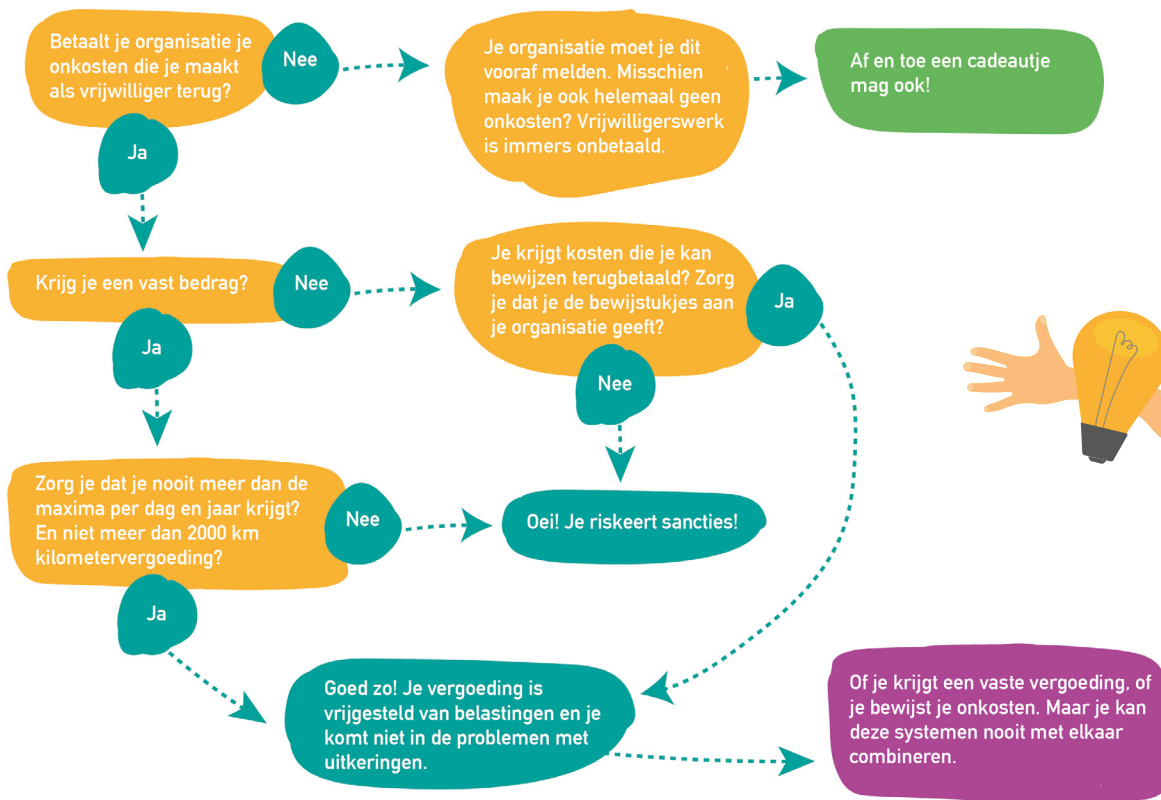 Betaalt je organisatie je
onkosten die je maakt
als vrijwilliger terug?
Nee
Je organisatie moet je dit
vooraf melden. Misschien
maak je ook helemaal geen
onkosten? Vrijwilligerswerk
is immers onbetaald.
Af en toe een cadeautje
mag ook!
Ja
Krijg je een vast bedrag?
Nee
Je krijgt kosten die je kan
bewijzen terugbetaald? Zorg
je dat je de bewijstukjes aan
je organisatie geeft?
Ja
Ja
Nee
Zorg je dat je nooit meer dan de
maxima per dag en jaar krijgt?
En niet meer dan 2000 km
kilometervergoeding?
Nee
Oei! Je riskeert sancties!
Ja
Goed zo! Je vergoeding is
vrijgesteld van belastingen en je
komt niet in de problemen met
uitkeringen.
Of je krijgt een vaste vergoeding, of
je bewijst je onkosten. Maar je kan
deze systemen nooit met elkaar
combineren.